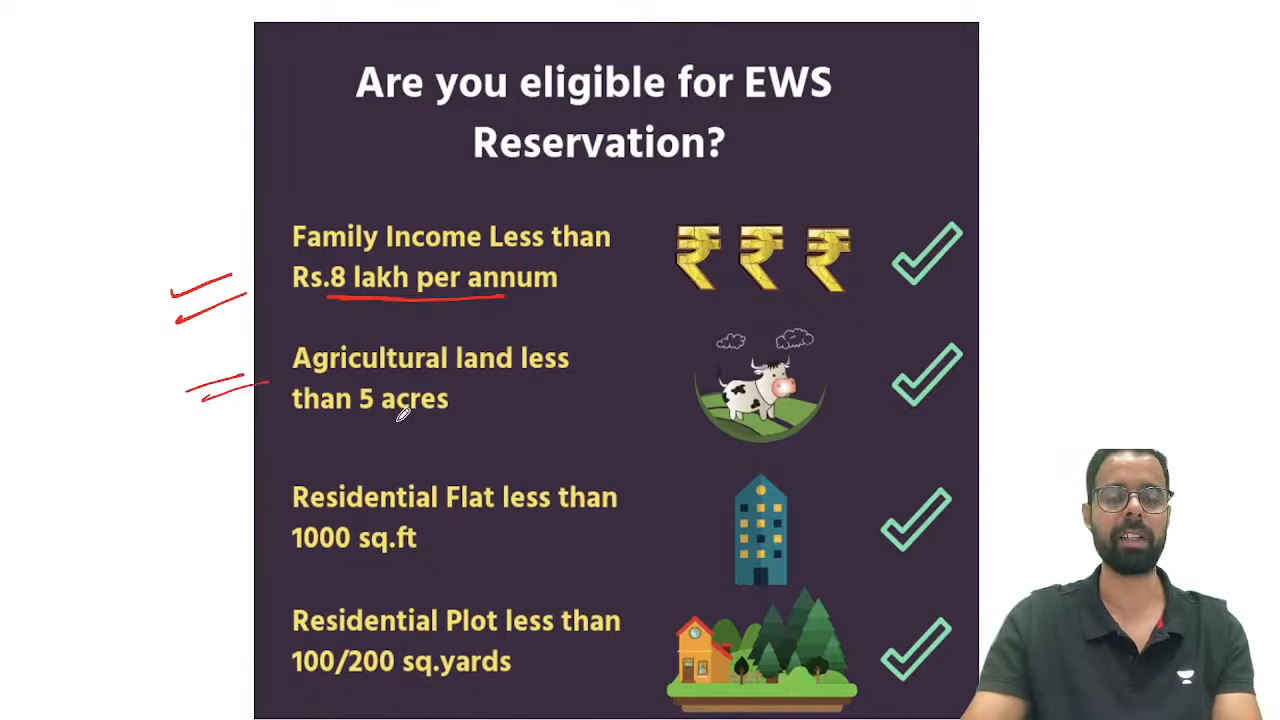 Are you eligible for EWS
Reservation?
Family Income Less than
Rs.8 lakh per annum
Agricultural land less
than 5 acres
Residential Flat less than
1000 sq.ft
Residential Plot less than
100/200 sq.yards